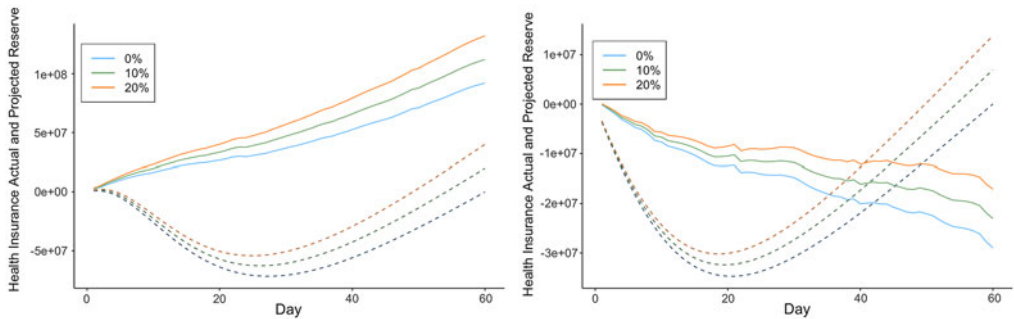 Health Insurance Actual and Projected Reserve
1e+08
5e+07
0e+00
-5e+07
0%
10%
20%
0
20
40
60
Day
Health Insurance Actual and Projected Reserve
1e+07
0e+00
-1e+07
-2e+07
-3e+07
0%
10%
20%
0
20
40
60
Day